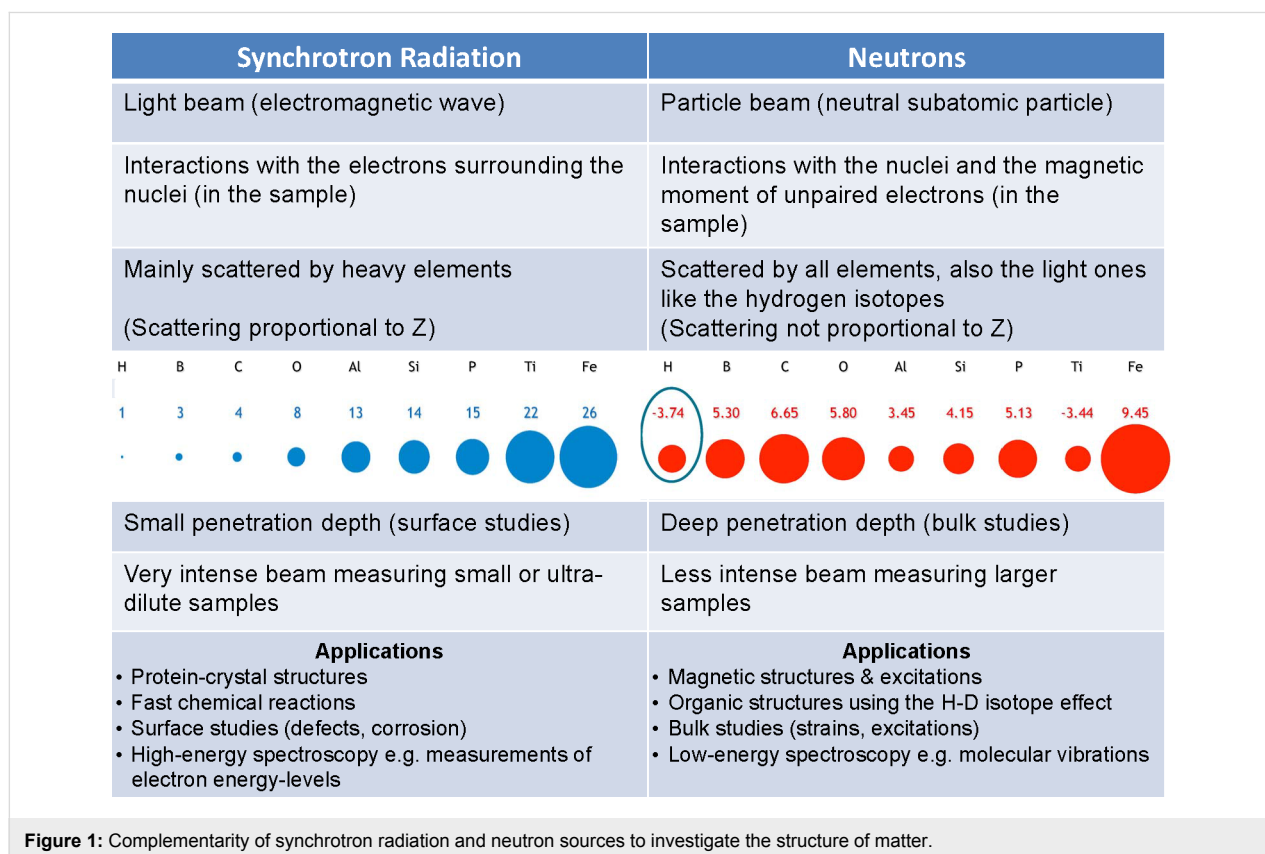 Synchrotron Radiation
Neutrons
Light beam (electromagnetic wave)
Particle beam (neutral subatomic particle)
Interactions with the electrons surrounding the
nuclei (in the sample)
Interactions with the nuclei and the magnetic
moment of unpaired electrons (in the
sample)
Mainly scattered by heavy elements
(Scattering proportional to Z)
Scattered by all elements, also the light ones
like the hydrogen isotopes
(Scattering not proportional to Z)
H B C O Al Si P Ti Fe
1 3 4 8 13 14 15 22 26
H B C O Al Si P Ti Fe
-3.74 5.30 6.65 5.80 3.45 4.15 5.13 -3.44 9.45
Small penetration depth (surface studies)
Deep penetration depth (bulk studies)
Very intense beam measuring small or ultra-
dilute samples
Less intense beam measuring larger
samples
Applications
• Protein-crystal structures
• Fast chemical reactions
• Surface studies (defects, corrosion)
• High-energy spectroscopy e.g. measurements of
electron energy-levels
Applications
• Magnetic structures & excitations
• Organic structures using the H-D isotope effect
• Bulk studies (strains, excitations)
• Low-energy spectroscopy e.g. molecular vibrations
Figure 1: Complementarity of synchrotron radiation and neutron sources to investigate the structure of matter.